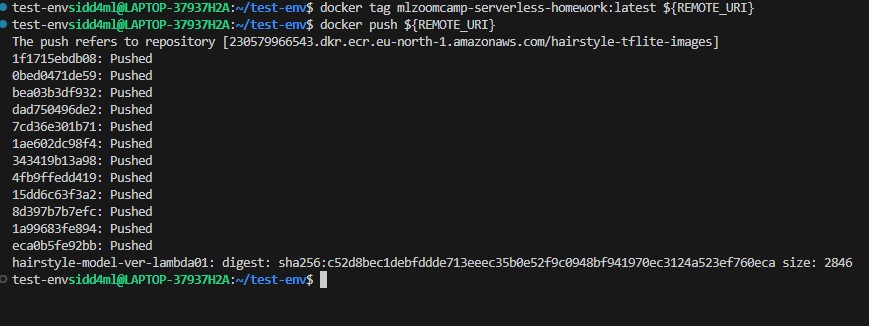 test-envsidd4ml@LAPTOP-37937H2A:~/test-env$ docker tag mlzoomcamp-serverless-homework:latest ${REMOTE_URI}
test-envsidd4ml@LAPTOP-37937H2A:~/test-env$ docker push ${REMOTE_URI}
The push refers to repository [230579966543.dkr.ecr.eu-north-1.amazonaws.com/hairstyle-tflite-images]
1f1715ebdb08: Pushed
0bed0471de59: Pushed
bea03b3df932: Pushed
dad750496de2: Pushed
7cd36e301b71: Pushed
1ae602dc98f4: Pushed
343419b13a98: Pushed
4fb9ffedd419: Pushed
15dd6c63f3a2: Pushed
8d397b7b7efc: Pushed
1a99683fe894: Pushed
eca0b5fe92bb: Pushed
hairstyle-model-ver-lambda01: digest: sha256:c52d8bec1debfddde713eeec35b0e52f9c0948bf941970ec3124a523ef760eca size: 2846
test-envsidd4ml@LAPTOP-37937H2A:~/test-env$